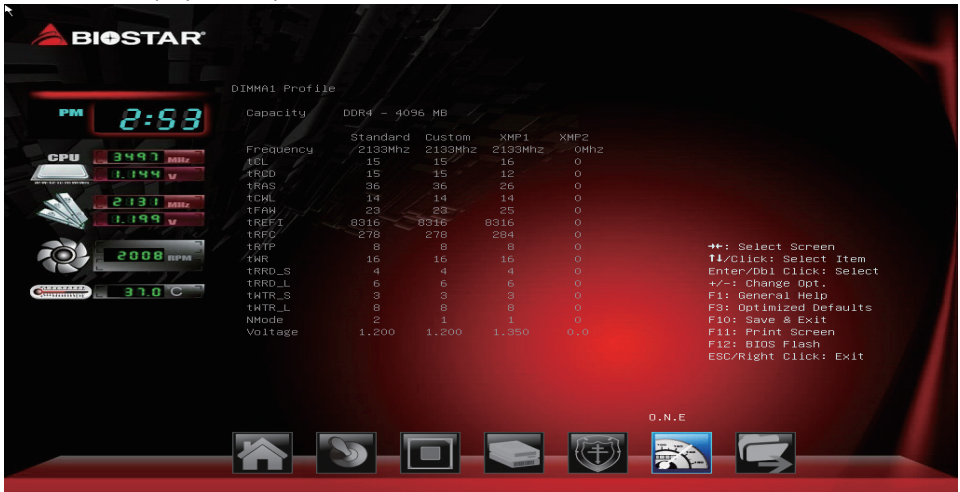 BIOSTAR
DIMMA1 Profile
PM 2:53
Capacity DDR4 - 4096 MB
Standard Custom XMP1 XMP2
Frequency 2133Mhz 2133Mhz 2133Mhz 0Mhz
tCL 15 15 16 0
tRCD 15 15 12 0
tRAS 36 36 26 0
tCWL 14 14 14 0
tFAW 23 23 25 0
tREFI 8316 8316 8316 0
tRFC 278 278 284 0
tRTP 8 8 8 0
tWR 16 16 16 0
tRRD_S 4 4 4 0
tRRD_L 6 6 6 0
tWTR_S 3 3 3 0
tWTR_L 8 8 8 0
NMode 2 1 1 0
Voltage 1.200 1.200 1.350 0.0
CPU 3497 MHz
1.144 V
2131 MHz
1.199 V
2008 RPM
37.0 C
→←: Select Screen
↑↓/Click: Select Item
Enter/Dbl Click: Select
+/-: Change Opt.
F1: General Help
F3: Optimized Defaults
F10: Save & Exit
F11: Print Screen
F12: BIOS Flash
ESC/Right Click: Exit
O.N.E